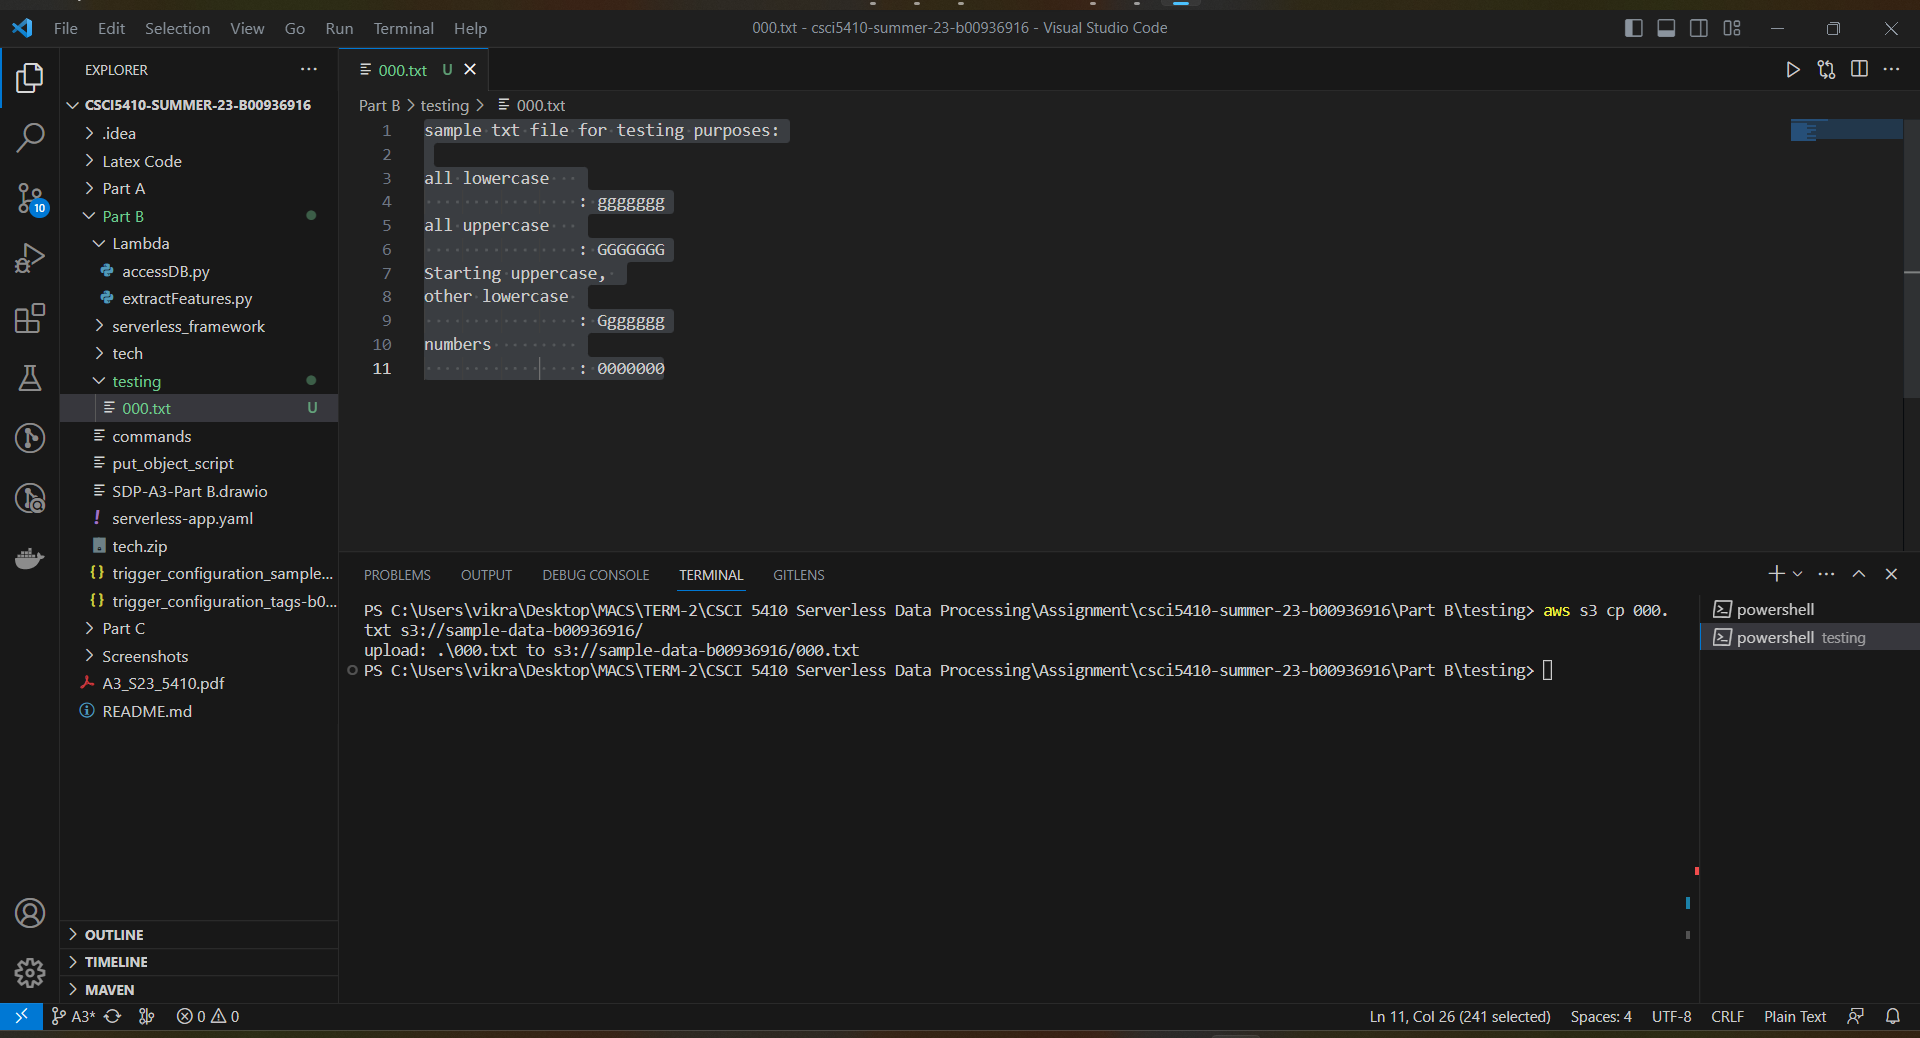 File Edit Selection View Go Run Terminal Help
000.txt - csci5410-summer-23-b00936916 - Visual Studio Code
EXPLORER
CSCI5410-SUMMER-23-B00936916
.idea
Latex Code
Part A
Part B
Lambda
accessDB.py
extractFeatures.py
serverless_framework
tech
testing
000.txt U
commands
put_object_script
SDP-A3-Part B.drawio
! serverless-app.yaml
tech.zip
{} trigger_configuration_sample...
{} trigger_configuration_tags-b0...
Part C
Screenshots
A3_S23_5410.pdf
README.md
OUTLINE
TIMELINE
MAVEN
10
000.txt U
Part B > testing > 000.txt
1 sample txt file for testing purposes:
2
3 all lowercase
4 : ggggggg
5 all uppercase
6 : GGGGGGG
7 Starting uppercase,
8 other lowercase
9 : Ggggggg
10 numbers
11 : 0000000
PROBLEMS OUTPUT DEBUG CONSOLE TERMINAL GITLENS
PS C:\Users\vikra\Desktop\MACS\TERM-2\CSCI 5410 Serverless Data Processing\Assignment\csci5410-summer-23-b00936916\Part B\testing> aws s3 cp 000.
txt s3://sample-data-b00936916/
upload: .\000.txt to s3://sample-data-b00936916/000.txt
PS C:\Users\vikra\Desktop\MACS\TERM-2\CSCI 5410 Serverless Data Processing\Assignment\csci5410-summer-23-b00936916\Part B\testing>
powershell
powershell testing
A3* 0 0
Ln 11, Col 26 (241 selected) Spaces: 4 UTF-8 CRLF Plain Text